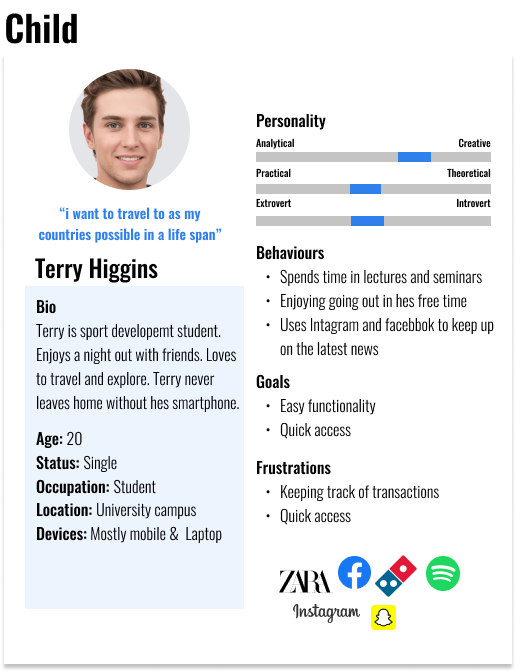 Child
“i want to travel to as my
countries possible in a life span”
Terry Higgins
Bio
Terry is sport developemt student.
Enjoys a night out with friends. Loves
to travel and explore. Terry never
leaves home without hes smartphone.
Age: 20
Status: Single
Occupation: Student
Location: University campus
Devices: Mostly mobile & Laptop
Personality
Analytical Creative
Practical Theoretical
Extrovert Introvert
Behaviours
• Spends time in lectures and seminars
• Enjoying going out in hes free time
• Uses Intagram and facebbok to keep up
on the latest news
Goals
• Easy functionality
• Quick access
Frustrations
• Keeping track of transactions
• Quick access
ZARA
Instagram